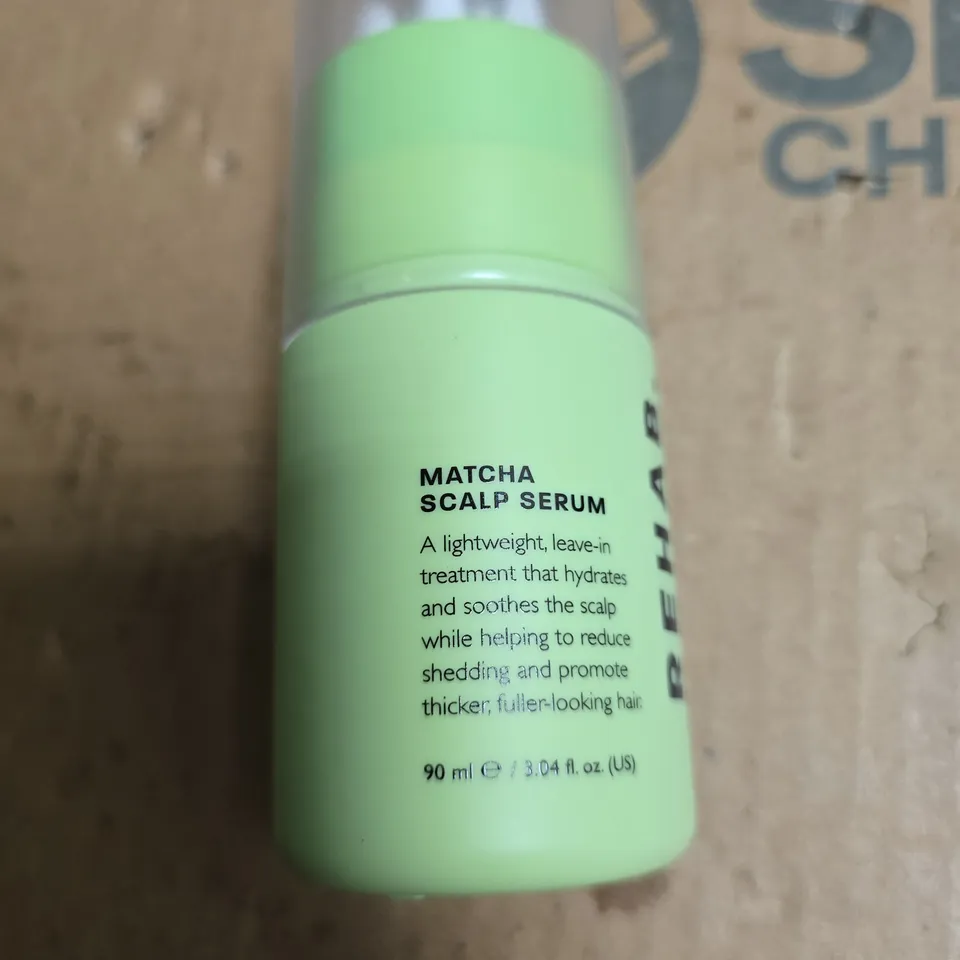 MATCHA
SCALP SERUM
A lightweight, leave-in
treatment that hydrates
and soothes the scalp
while helping to reduce
shedding and promote
thicker, fuller-looking hair.
90 ml ℮ / 3.04 fl. oz. (US)
REHAB.
CH